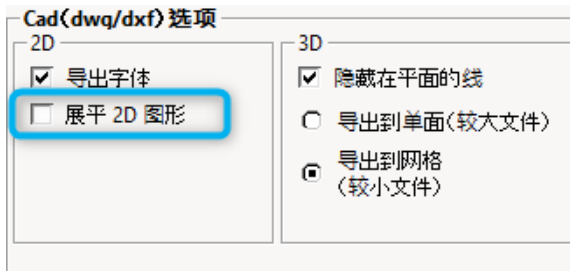 Cad(dwg/dxf)选项
2D
导出字体
展平 2D 图形
3D
隐藏在平面的线
导出到单面(较大文件)
导出到网格
(较小文件)